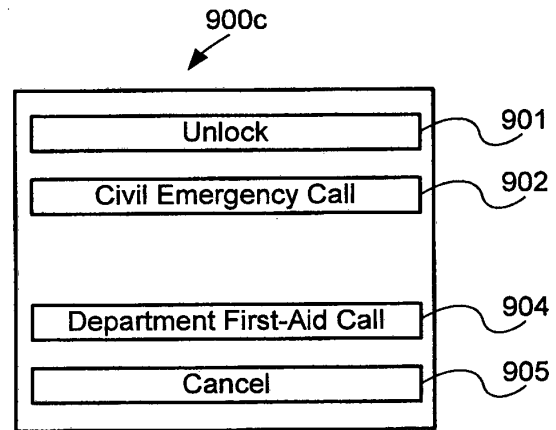 900c
Unlock 901
Civil Emergency Call 902
Department First-Aid Call 904
Cancel 905